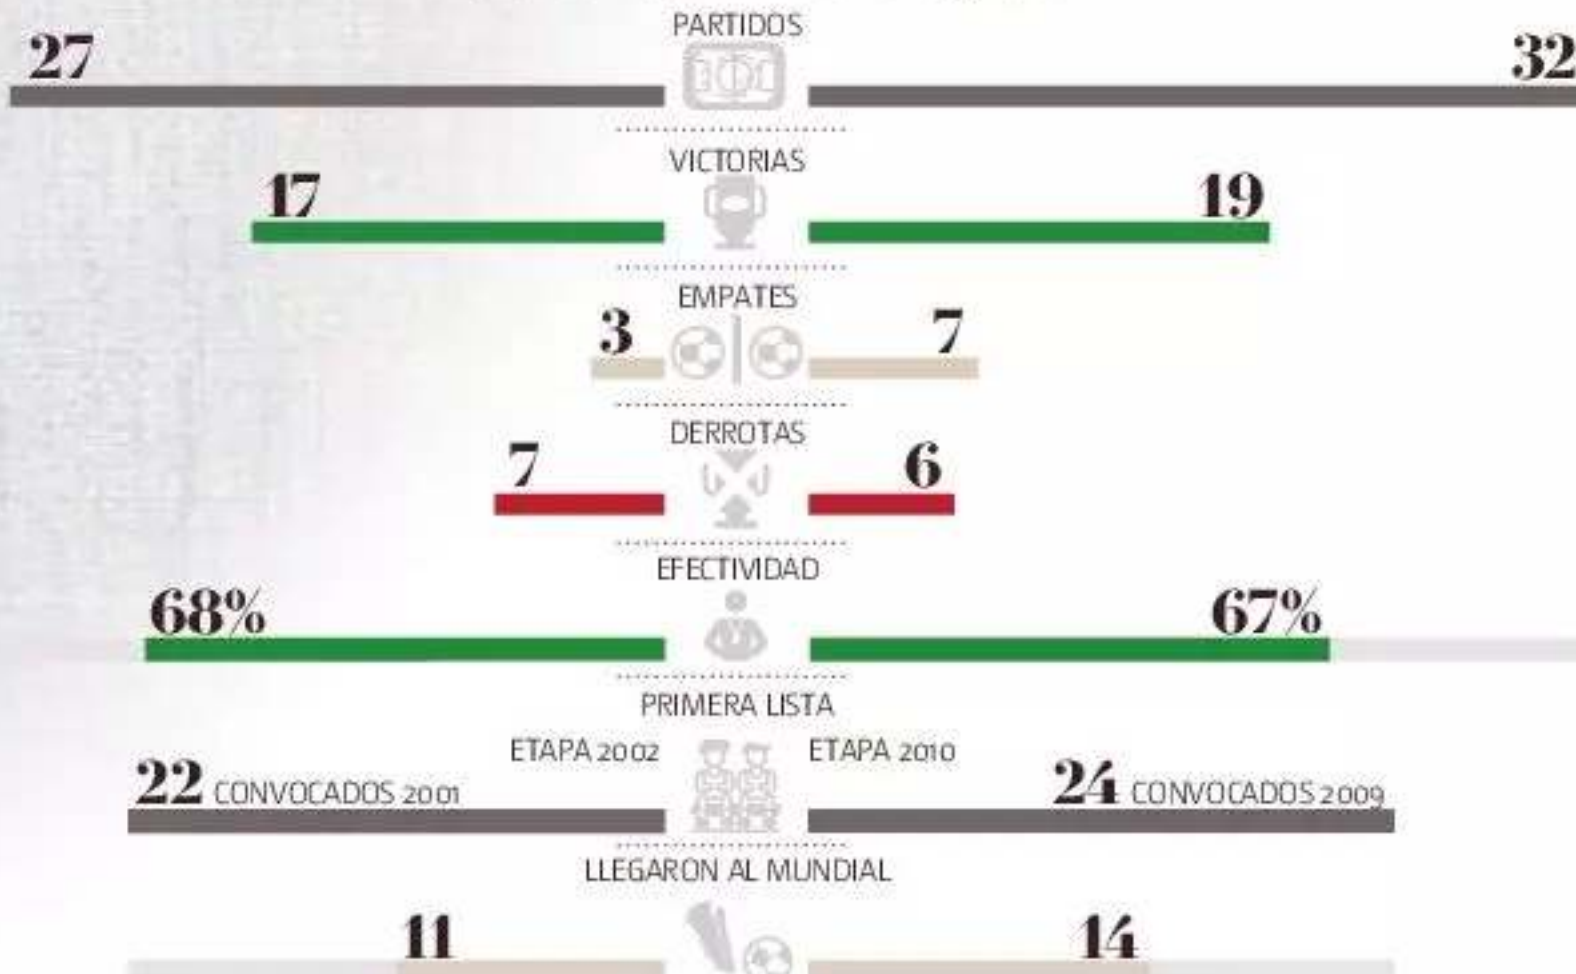 PARTIDOS
27 32
VICTORIAS
17 19
EMPATES
3 7
DERROTAS
7 6
EFECTIVIDAD
68% 67%
PRIMERA LISTA
ETAPA 2002 ETAPA 2010
22 CONVOCADOS 2001 24 CONVOCADOS 2009
LLEGARON AL MUNDIAL
11 14